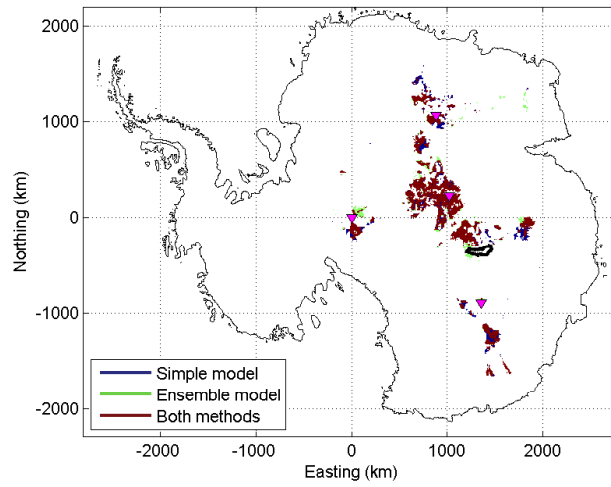 2000
1000
0
-1000
-2000
Northing (km)
Simple model
Ensemble model
Both methods
-2000 -1000 0 1000 2000
Easting (km)